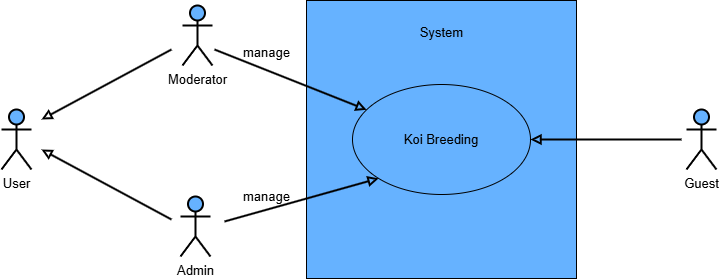 System
manage
Moderator
Koi Breeding
User
Guest
manage
Admin